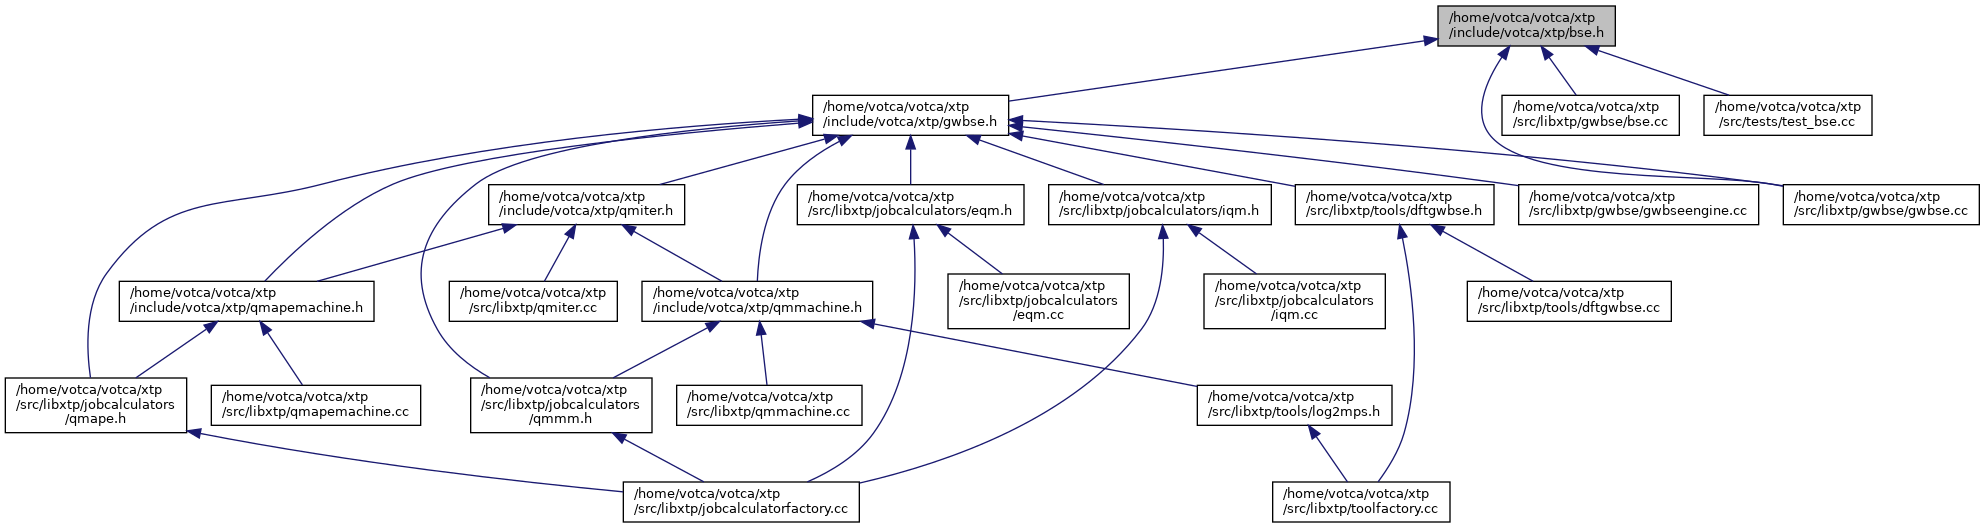 /home/votca/votca/xtp
/include/votca/xtp/bse.h
/home/votca/votca/xtp
/include/votca/xtp/gwbse.h
/home/votca/votca/xtp
/src/libxtp/gwbse/bse.cc
/home/votca/votca/xtp
/src/tests/test_bse.cc
/home/votca/votca/xtp
/include/votca/xtp/qmiter.h
/home/votca/votca/xtp
/src/libxtp/jobcalculators/eqm.h
/home/votca/votca/xtp
/src/libxtp/jobcalculators/iqm.h
/home/votca/votca/xtp
/src/libxtp/tools/dftgwbse.h
/home/votca/votca/xtp
/src/libxtp/gwbse/gwbseengine.cc
/home/votca/votca/xtp
/src/libxtp/gwbse/gwbse.cc
/home/votca/votca/xtp
/include/votca/xtp/qmapemachine.h
/home/votca/votca/xtp
/src/libxtp/qmiter.cc
/home/votca/votca/xtp
/include/votca/xtp/qmmachine.h
/home/votca/votca/xtp
/src/libxtp/jobcalculators
/eqm.cc
/home/votca/votca/xtp
/src/libxtp/jobcalculators
/iqm.cc
/home/votca/votca/xtp
/src/libxtp/tools/dftgwbse.cc
/home/votca/votca/xtp
/src/libxtp/jobcalculators
/qmape.h
/home/votca/votca/xtp
/src/libxtp/qmapemachine.cc
/home/votca/votca/xtp
/src/libxtp/jobcalculators
/qmmm.h
/home/votca/votca/xtp
/src/libxtp/qmmachine.cc
/home/votca/votca/xtp
/src/libxtp/tools/log2mps.h
/home/votca/votca/xtp
/src/libxtp/jobcalculatorfactory.cc
/home/votca/votca/xtp
/src/libxtp/toolfactory.cc